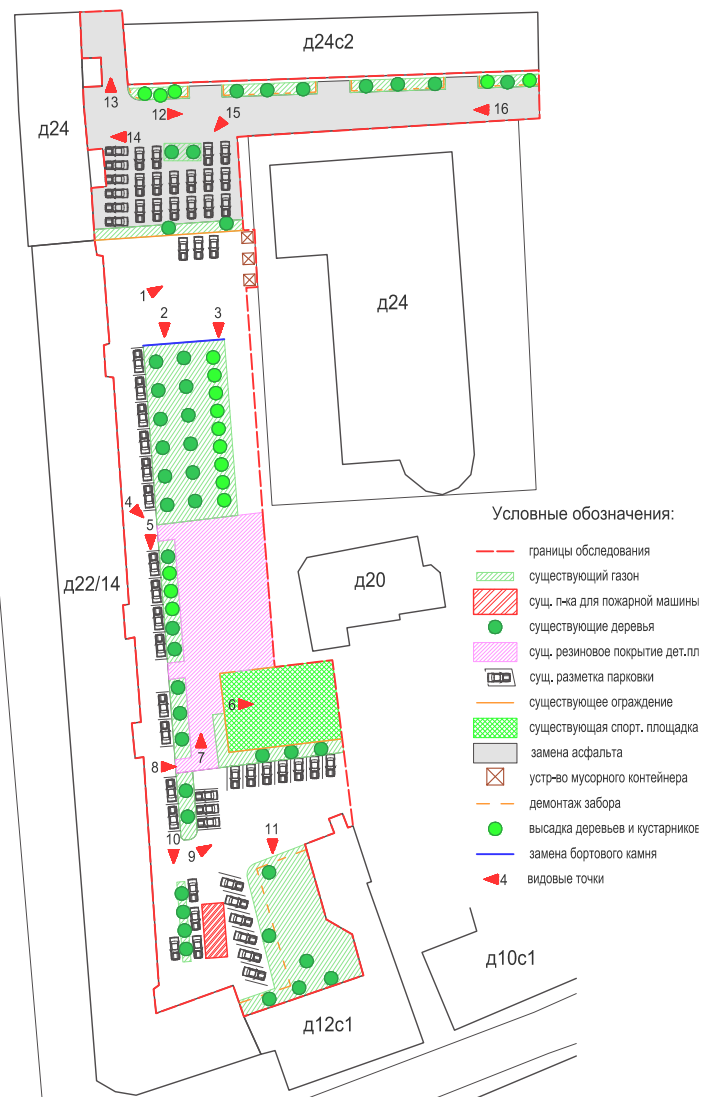 д24с2
13
12
15
16
14
д24
1
2
3
д24
4
5
д22/14
д20
6
7
8
9
10
11
д12с1
д10с1
Условные обозначения:
границы обследования
существующий газон
сущ. п-ка для пожарной машины
существующие деревья
сущ. резиновое покрытие дет.пл
сущ. разметка парковки
существующее ограждение
существующая спорт. площадка
замена асфальта
устр-во мусорного контейнера
демонтаж забора
высадка деревьев и кустарников
замена бортового камня
4 видовые точки